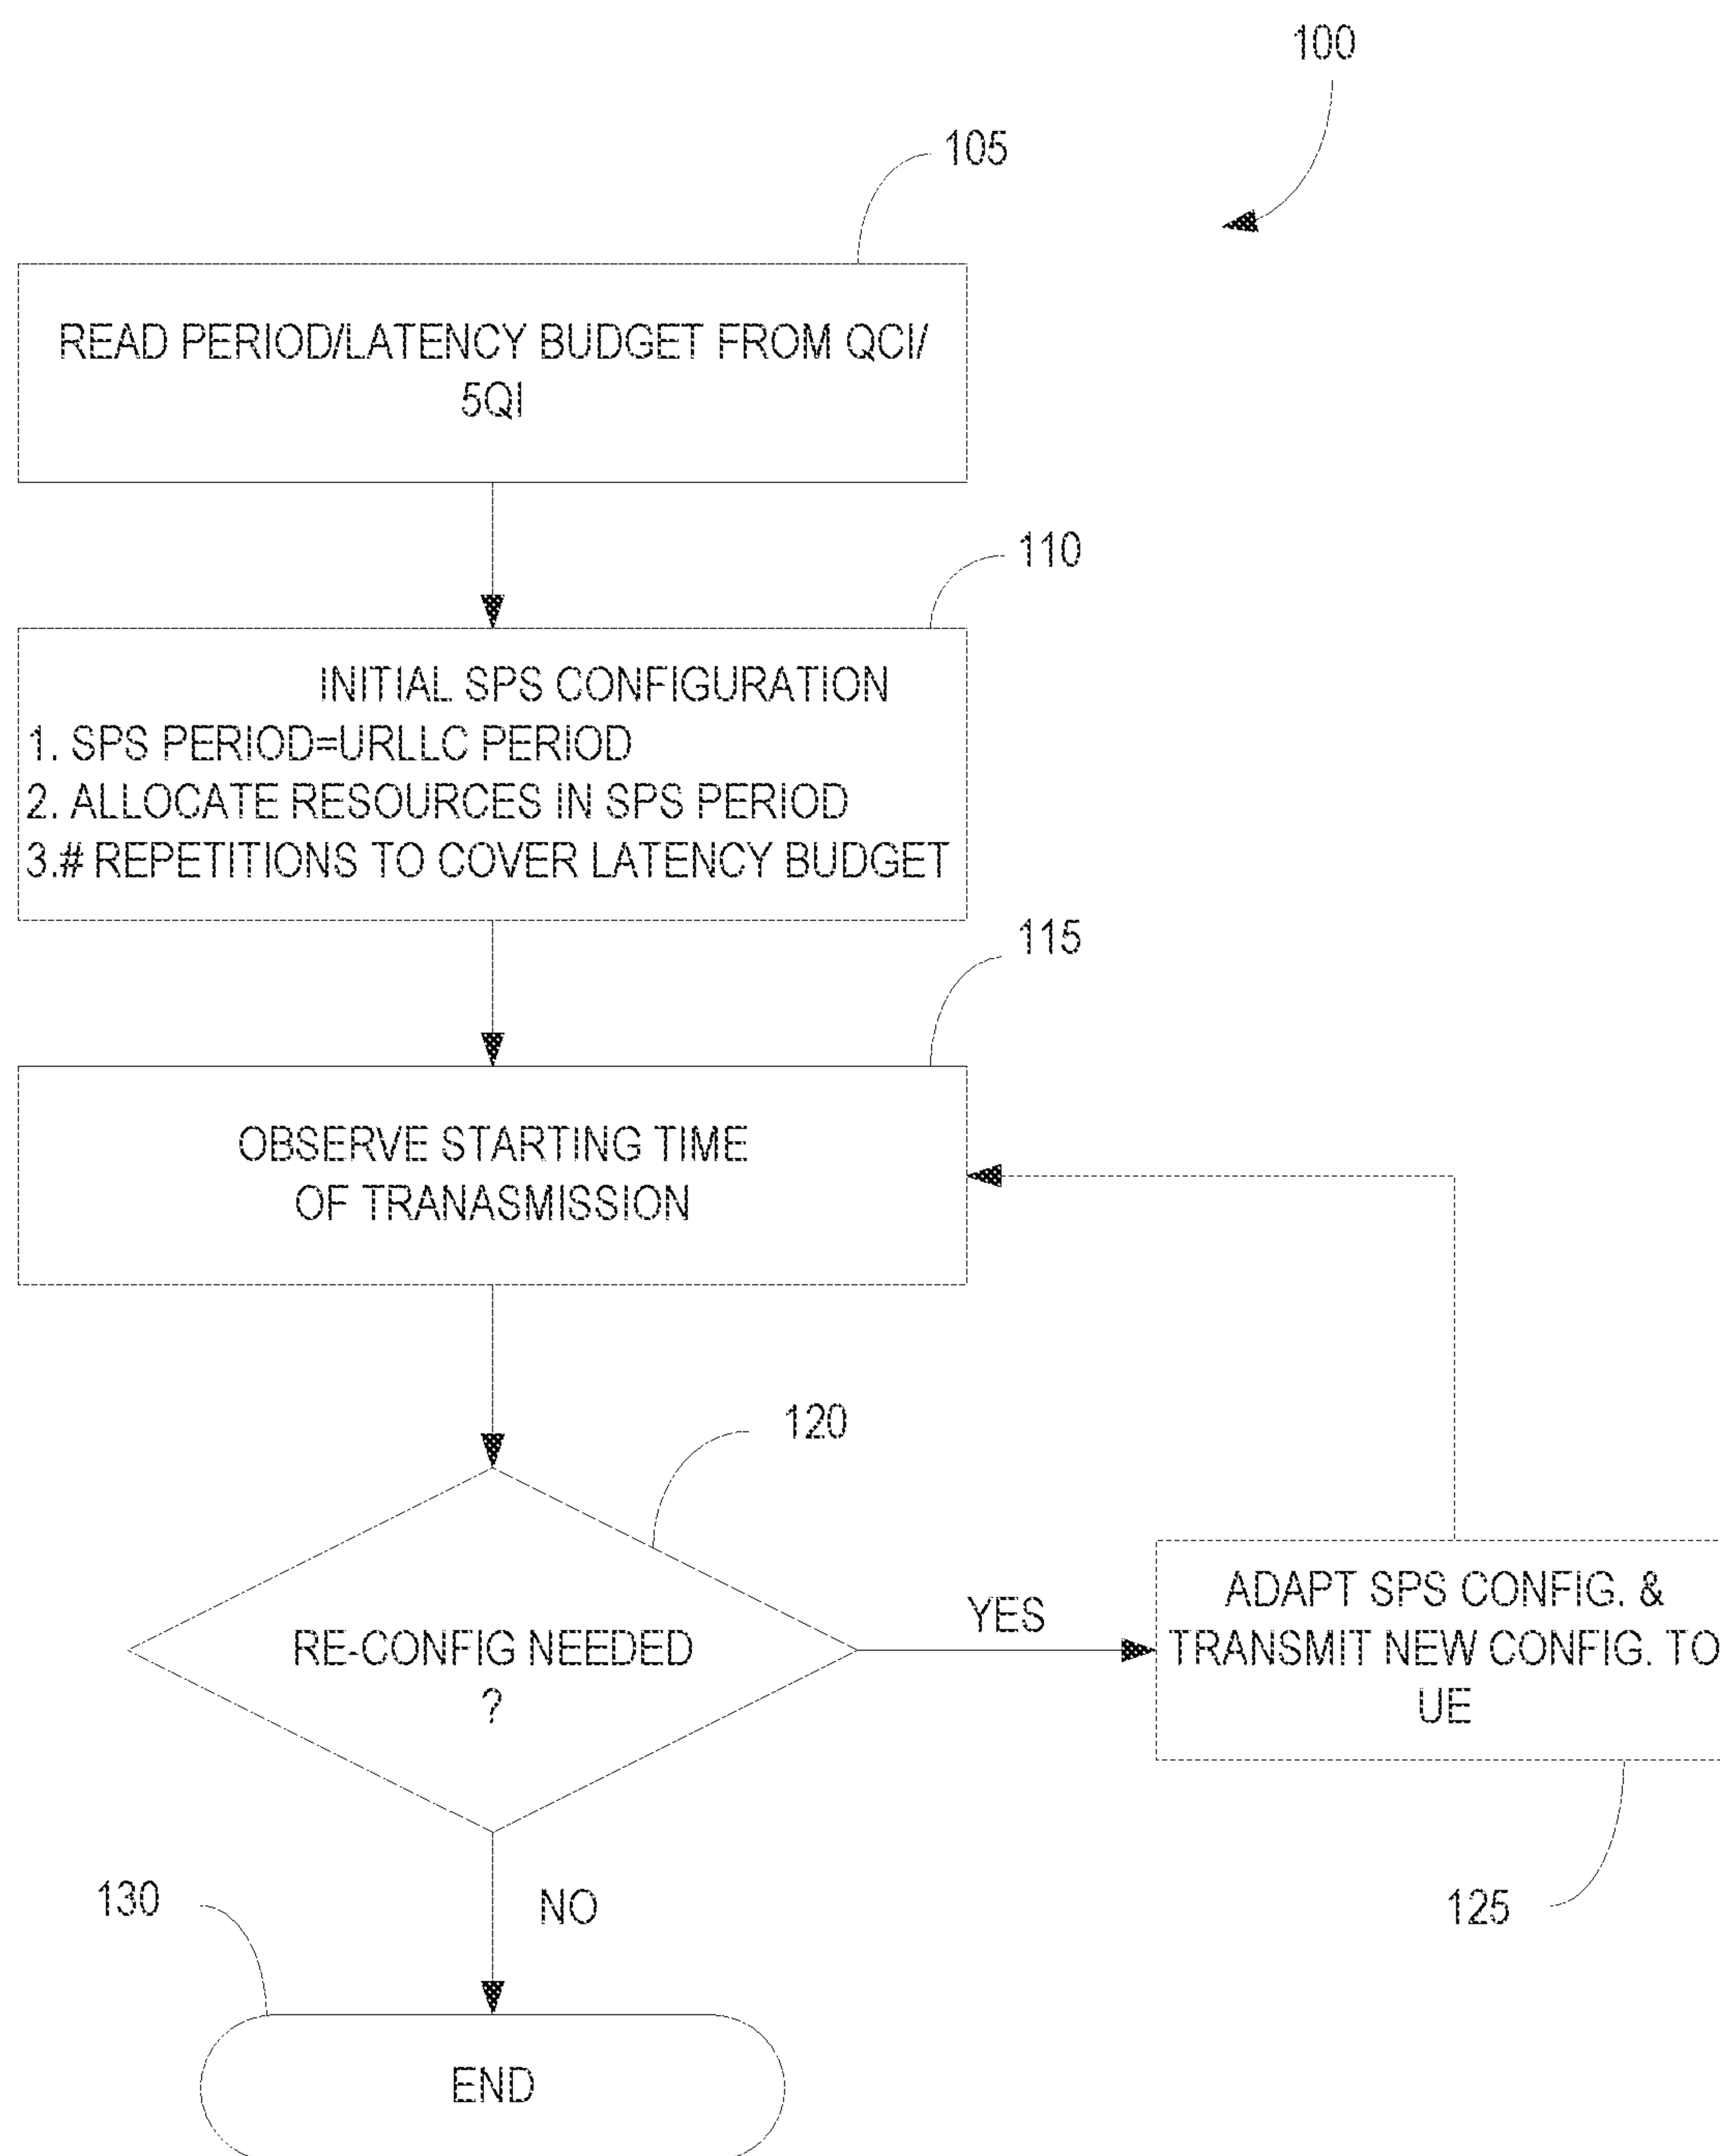 100
105
READ PERIOD/LATENCY BUDGET FROM QCI/
5QI
110
INITIAL SPS CONFIGURATION
1. SPS PERIOD=URLLC PERIOD
2. ALLOCATE RESOURCES IN SPS PERIOD
3.# REPETITIONS TO COVER LATENCY BUDGET
115
OBSERVE STARTING TIME
OF TRANASMISSION
120
RE-CONFIG NEEDED
?
YES
ADAPT SPS CONFIG. &
TRANSMIT NEW CONFIG. TO
UE
125
NO
130
END